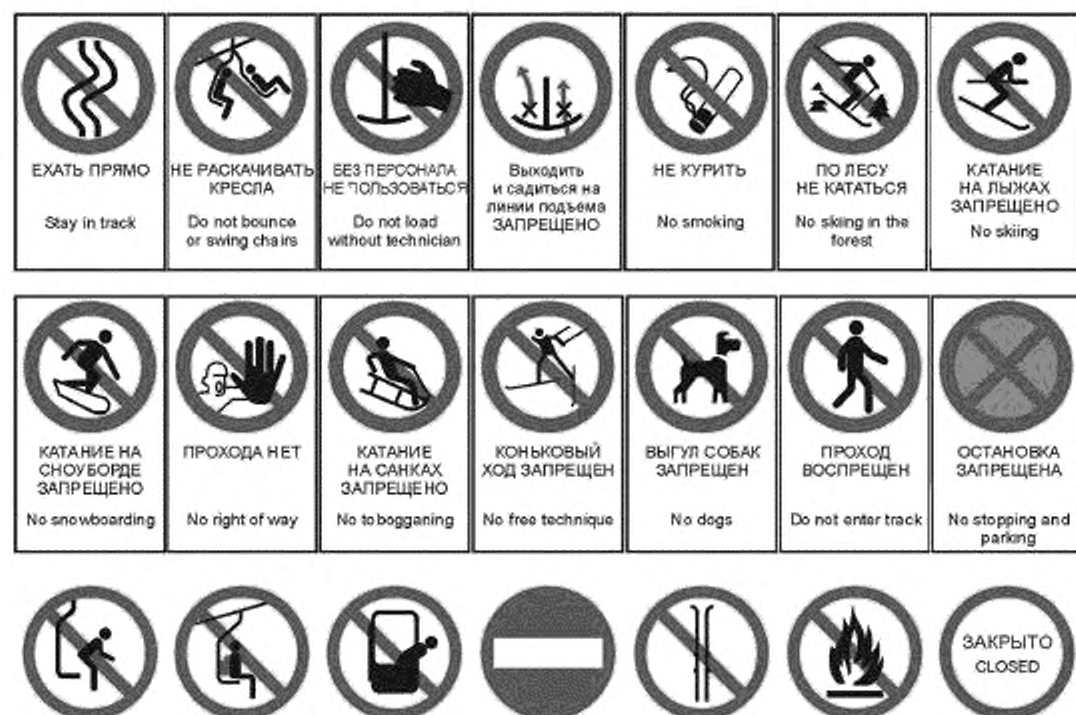 ЕХАТЬ ПРЯМО
Stay in track
НЕ РАСКАЧИВАТЬ
КРЕСЛА
Do not bounce
or swing chairs
БЕЗ ПЕРСОНАЛА
НЕ ПОЛЬЗОВАТЬСЯ
Do not load
without technician
Выходить
и садиться на
линии подъема
ЗАПРЕЩЕНО
НЕ КУРИТЬ
No smoking
ПО ЛЕСУ
НЕ КАТАТЬСЯ
No skiing in the
forest
КАТАНИЕ
НА ЛЫЖАХ
ЗАПРЕЩЕНО
No skiing
КАТАНИЕ НА
СНОУБОРДЕ
ЗАПРЕЩЕНО
No snowboarding
ПРОХОДА НЕТ
No right of way
КАТАНИЕ
НА САНКАХ
ЗАПРЕЩЕНО
No tobogganing
КОНЬКОВЫЙ
ХОД ЗАПРЕЩЕН
No free technique
ВЫГУЛ СОБАК
ЗАПРЕЩЕН
No dogs
ПРОХОД
ВОСПРЕЩЕН
Do not enter track
ОСТАНОВКА
ЗАПРЕЩЕНА
No stopping and
parking
ЗАКРЫТО
CLOSED